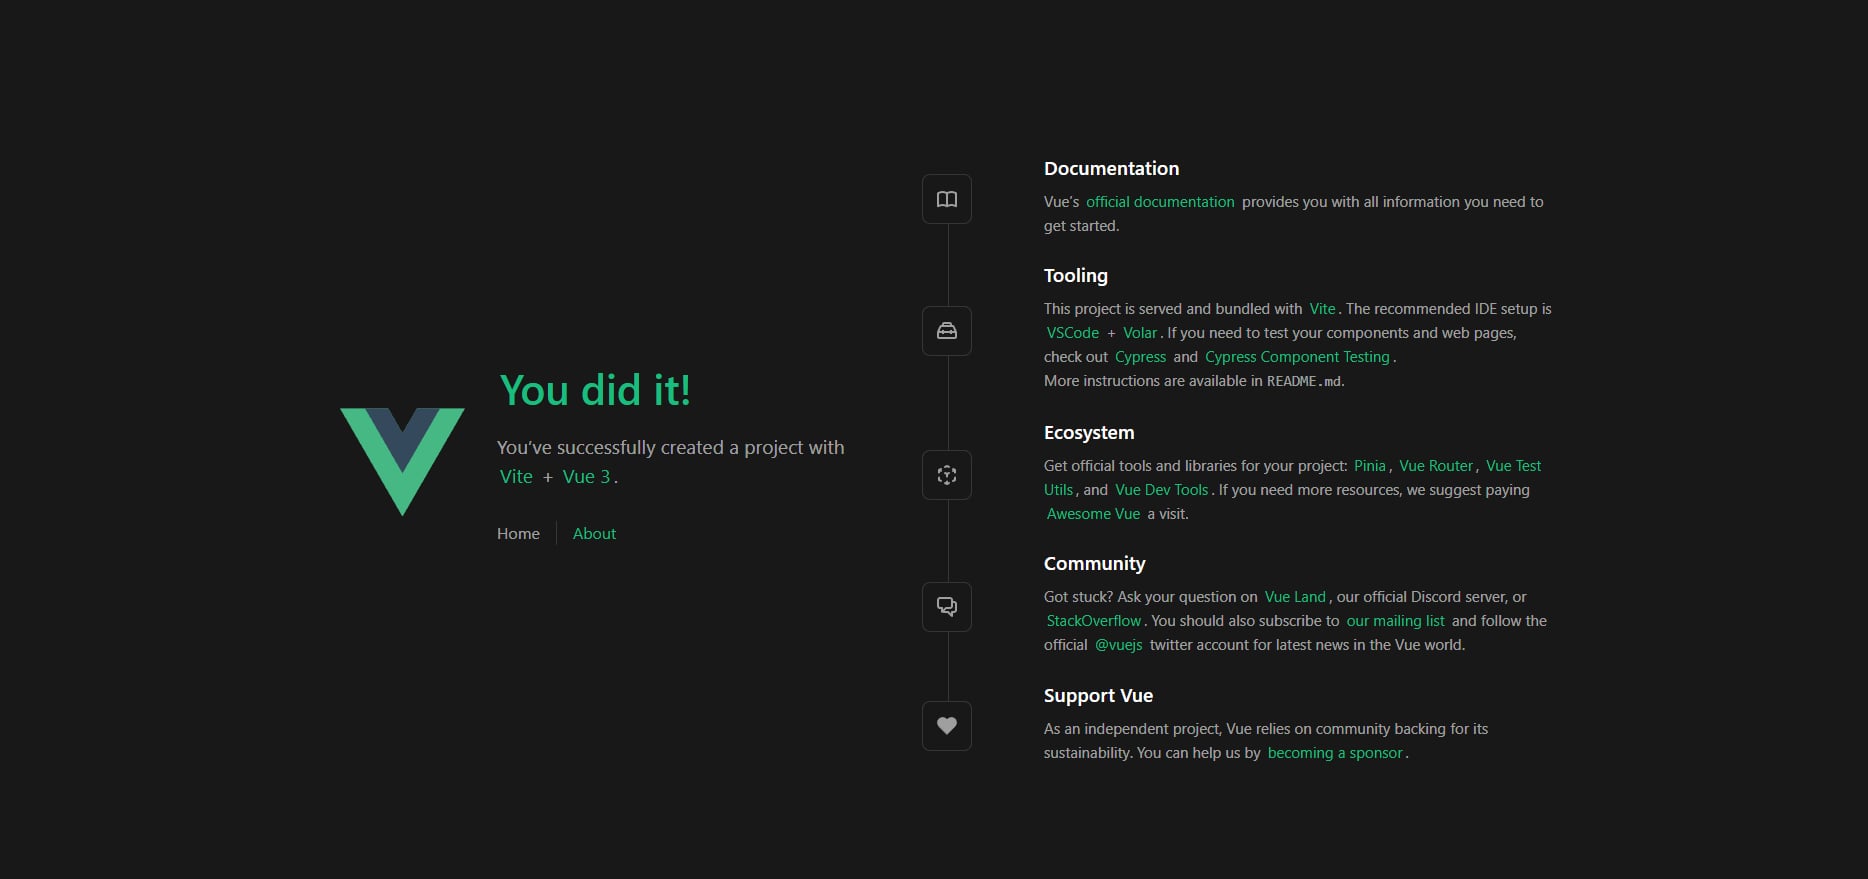 You did it!
You’ve successfully created a project with
Vite + Vue 3.
Home About
Documentation
Vue’s official documentation provides you with all information you need to
get started.
Tooling
This project is served and bundled with Vite. The recommended IDE setup is
VSCode + Volar. If you need to test your components and web pages,
check out Cypress and Cypress Component Testing.
More instructions are available in README.md.
Ecosystem
Get official tools and libraries for your project: Pinia, Vue Router, Vue Test
Utils, and Vue Dev Tools. If you need more resources, we suggest paying
Awesome Vue a visit.
Community
Got stuck? Ask your question on Vue Land, our official Discord server, or
StackOverflow. You should also subscribe to our mailing list and follow the
official @vuejs twitter account for latest news in the Vue world.
Support Vue
As an independent project, Vue relies on community backing for its
sustainability. You can help us by becoming a sponsor.